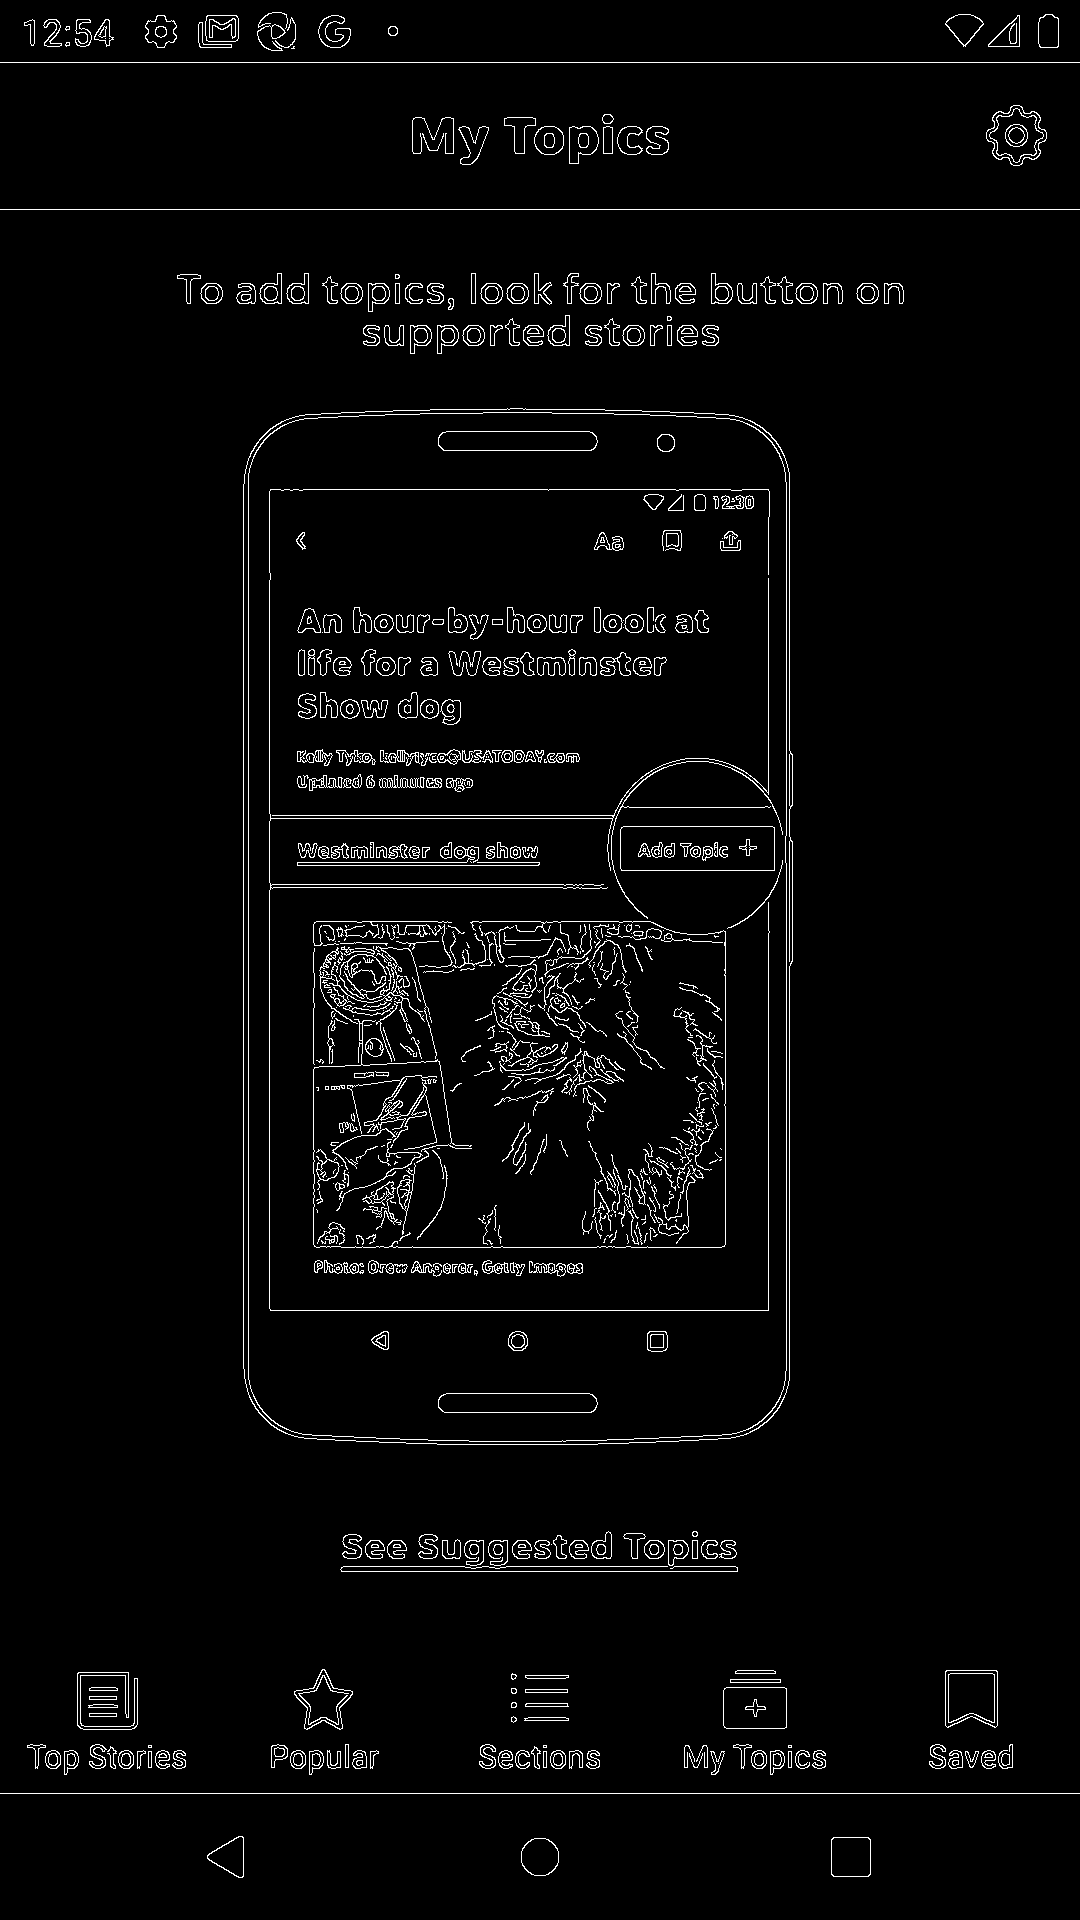 12:54
My Topics
To add topics, look for the button on
supported stories
12:30
Aa
An hour-by-hour look at
life for a Westminster
Show dog
Kelly Tyko, kellytyco@USATODAY.com
Updated 6 minutes ago
Westminster dog show
Add Topic +
Photo: Drew Angerer, Getty Images
See Suggested Topics
Top Stories
Popular
Sections
My Topics
Saved